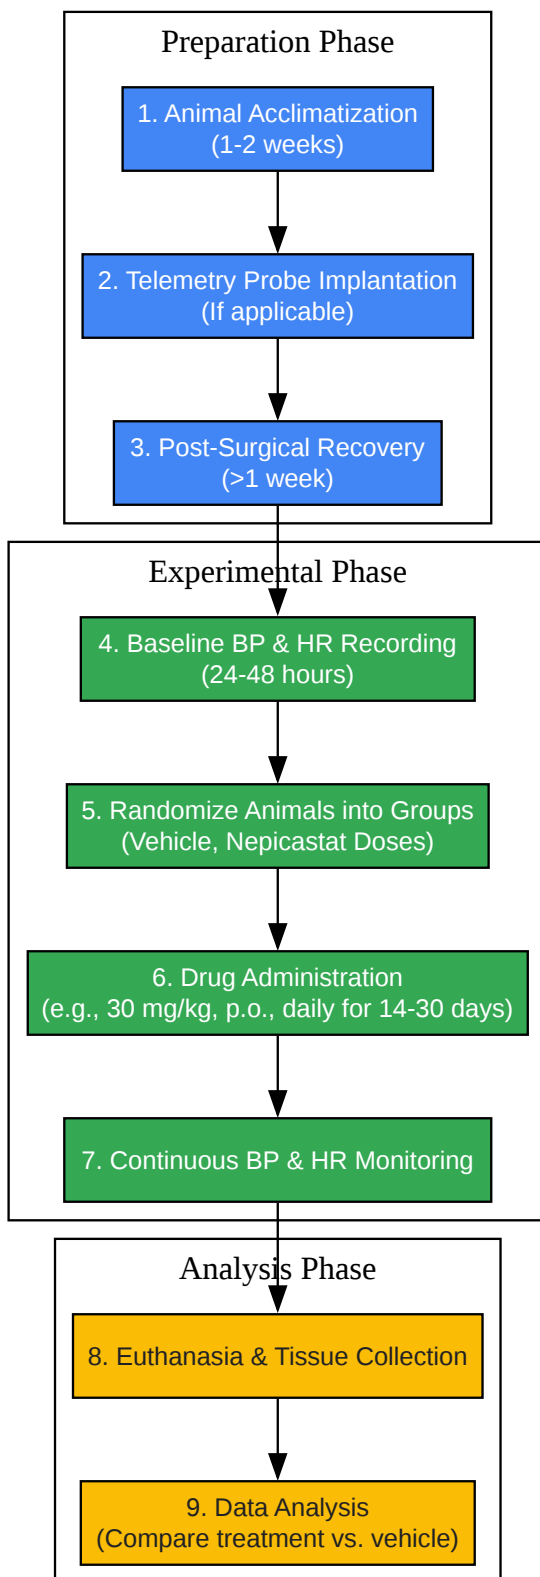 Preparation Phase
1. Animal Acclimatization
(1-2 weeks)
2. Telemetry Probe Implantation
(If applicable)
3. Post-Surgical Recovery
(>1 week)
Experimental Phase
4. Baseline BP & HR Recording
(24-48 hours)
5. Randomize Animals into Groups
(Vehicle, Nepicastat Doses)
6. Drug Administration
(e.g., 30 mg/kg, p.o., daily for 14-30 days)
7. Continuous BP & HR Monitoring
Analysis Phase
8. Euthanasia & Tissue Collection
9. Data Analysis
(Compare treatment vs. vehicle)